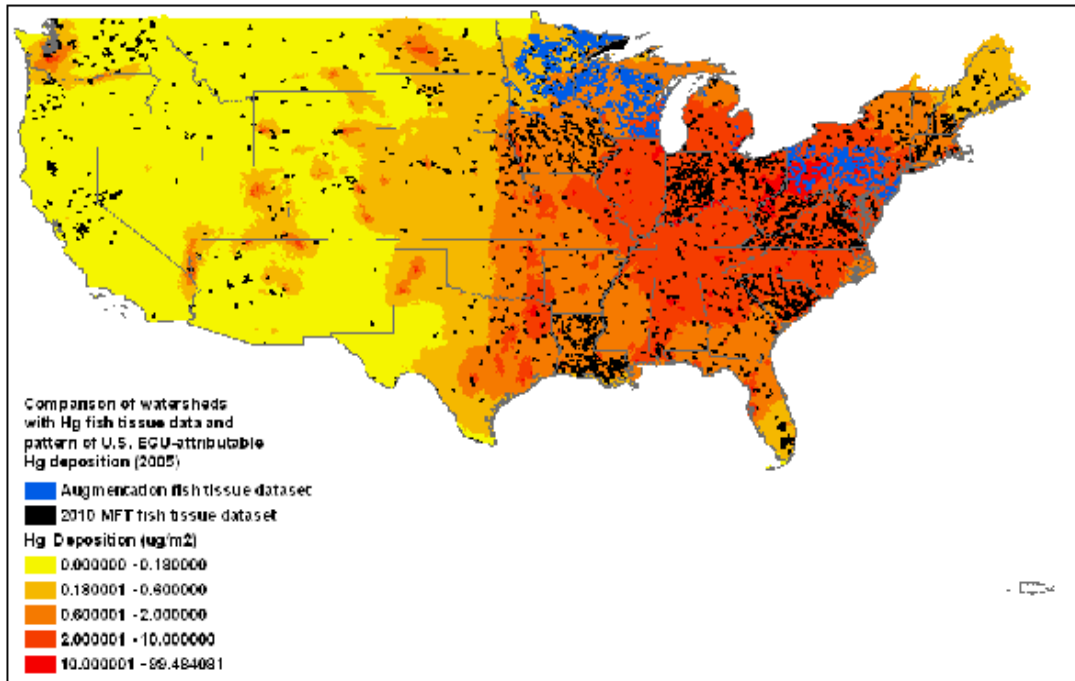 Comparison of watersheds
with Hg fish tissue data and
pattern of U.S. EGU-attributable
Hg deposition (2005)
Augmentation fish tissue dataset
2010 MFT fish tissue dataset
Hg Deposition (ug/m2)
0.000000 - 0.180000
0.180001 - 0.600000
0.600001 - 2.000000
2.000001 - 10.000000
10.000001 - 99.484081